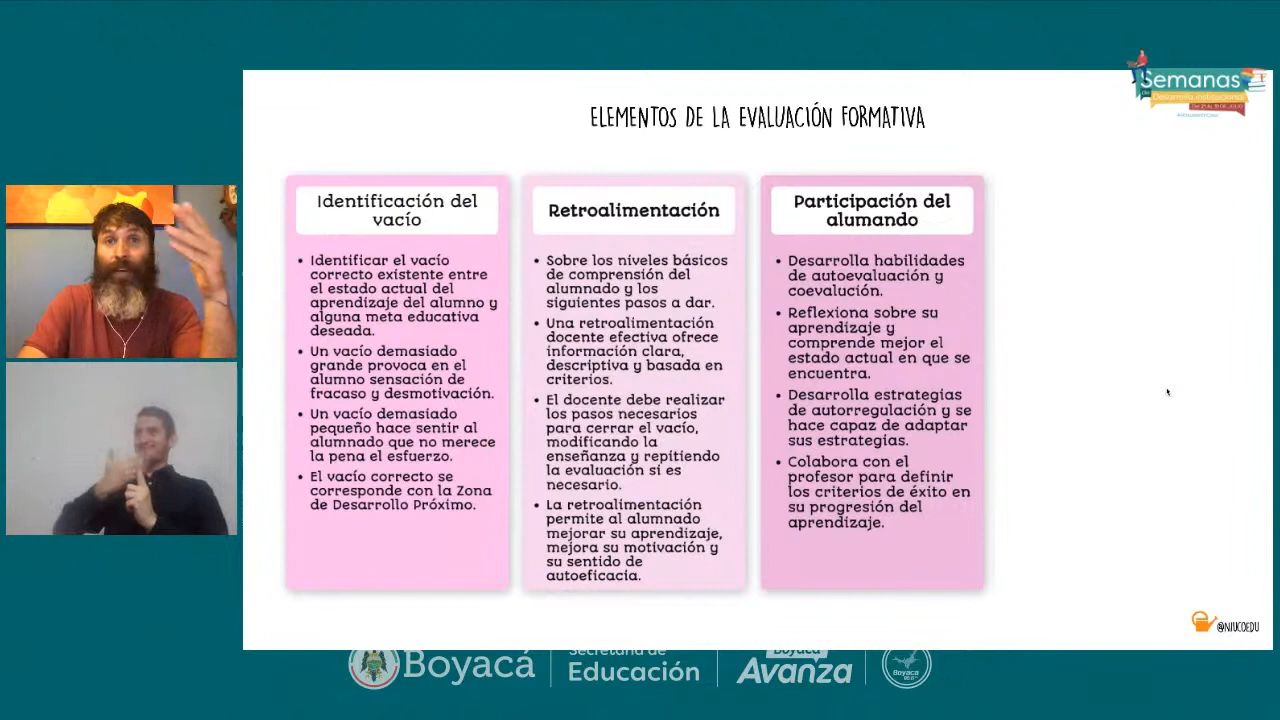 Semanas
de Desarrollo Institucional
ELEMENTOS DE LA EVALUACIÓN FORMATIVA
Identificación del
vacío
• Identificar el vacío
correcto existente entre
el estado actual del
aprendizaje del alumno y
alguna meta educativa
deseada.
• Un vacío demasiado
grande provoca en el
alumno sensación de
fracaso y desmotivación.
• Un vacío demasiado
pequeño hace sentir al
alumnado que no merece
la pena el esfuerzo.
• El vacío correcto se
corresponde con la Zona
de Desarrollo Próximo.
Retroalimentación
• Sobre los niveles básicos
de comprensión del
alumnado y los
siguientes pasos a dar.
• Una retroalimentación
docente efectiva ofrece
información clara,
descriptiva y basada en
criterios.
• El docente debe realizar
los pasos necesarios
para cerrar el vacío,
modificando la
enseñanza y repitiendo
la evaluación si es
necesario.
• La retroalimentación
permite al alumnado
mejorar su aprendizaje,
mejora su motivación y
su sentido de
autoeficacia.
Participación del
alumando
• Desarrolla habilidades
de autoevaluación y
coevalución.
• Reflexiona sobre su
aprendizaje y
comprende mejor el
estado actual en que se
encuentra.
• Desarrolla estrategias
de autorregulación y se
hace capaz de adaptar
sus estrategias.
• Colabora con el
profesor para definir
los criterios de éxito en
su progresión del
aprendizaje.
@NIUCOEDU
Boyacá
Secretaría de
Educación
Boyacá
Avanza
Boyacá